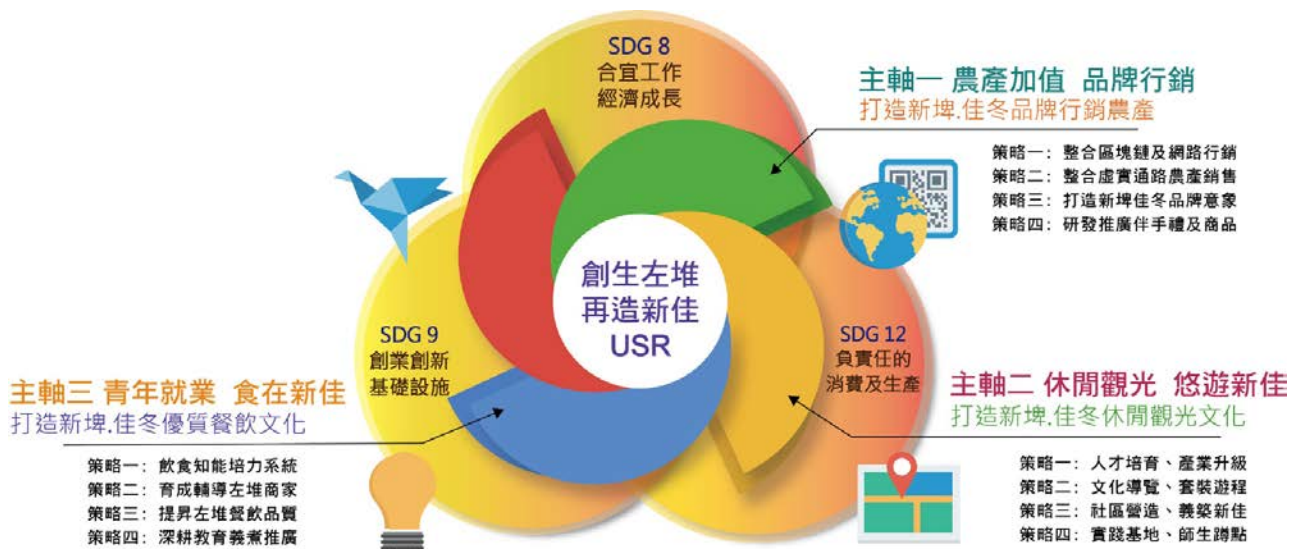 SDG 8
合宜工作
經濟成長
主軸一 農產加值 品牌行銷
打造新埤.佳冬品牌行銷農產
策略一：整合區塊鏈及網路行銷
策略二：整合虛實通路農產銷售
策略三：打造新埤佳冬品牌意象
策略四：研發推廣伴手禮及商品
創生左堆
再造新佳
USR
SDG 9
創業創新
基礎設施
SDG 12
負責任的
消費及生產
主軸三 青年就業 食在新佳
打造新埤.佳冬優質餐飲文化
策略一：飲食知能培力系統
策略二：育成輔導左堆商家
策略三：提昇左堆餐飲品質
策略四：深耕教育義煮推廣
主軸二 休閒觀光 悠遊新佳
打造新埤.佳冬休閒觀光文化
策略一：人才培育、產業升級
策略二：文化導覽、套裝遊程
策略三：社區營造、義築新佳
策略四：實踐基地、師生蹲點